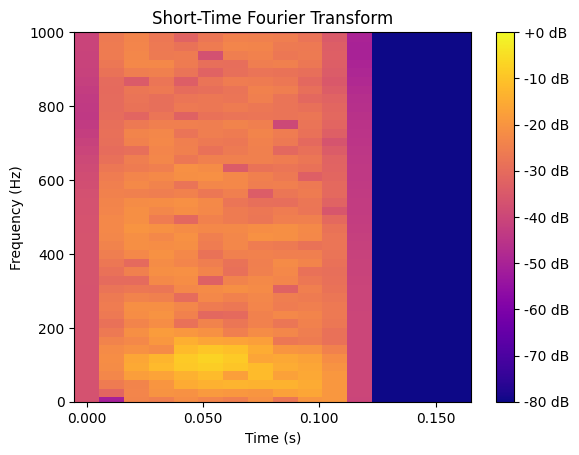 Short-Time Fourier Transform
1000
800
600
400
200
0
Frequency (Hz)
0.000
0.050
0.100
0.150
Time (s)
+0 dB
-10 dB
-20 dB
-30 dB
-40 dB
-50 dB
-60 dB
-70 dB
-80 dB